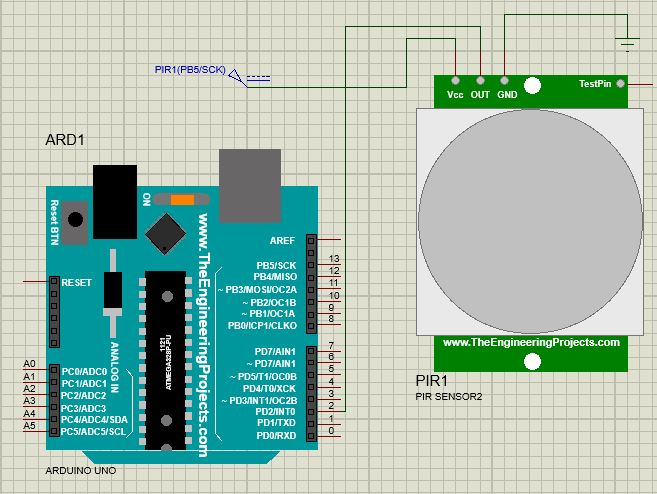 PIR1(PB5/SCK)
Vcc OUT GND
TestPin
ARD1
ON
Reset BTN
www.TheEngineeringProjects.com
AREF
RESET
PB5/SCK 13
PB4/MISO 12
~ PB3/MOSI/OC2A 11
~ PB2/OC1B 10
~ PB1/OC1A 9
PB0/ICP1/CLKO 8
1121
ATMEGA328P-PU
ANALOG IN
PD7/AIN1 7
~ PD7/AIN1 6
~ PD5/T1/OC0B 5
PD4/T0/XCK 4
~ PD3/INT1/OC2B 3
PD2/INT0 2
PD1/TXD 1
PD0/RXD 0
A0 PC0/ADC0
A1 PC1/ADC1
A2 PC2/ADC2
A3 PC3/ADC3
A4 PC4/ADC4/SDA
A5 PC5/ADC5/SCL
ARDUINO UNO
www.TheEngineeringProjects.com
PIR1
PIR SENSOR2